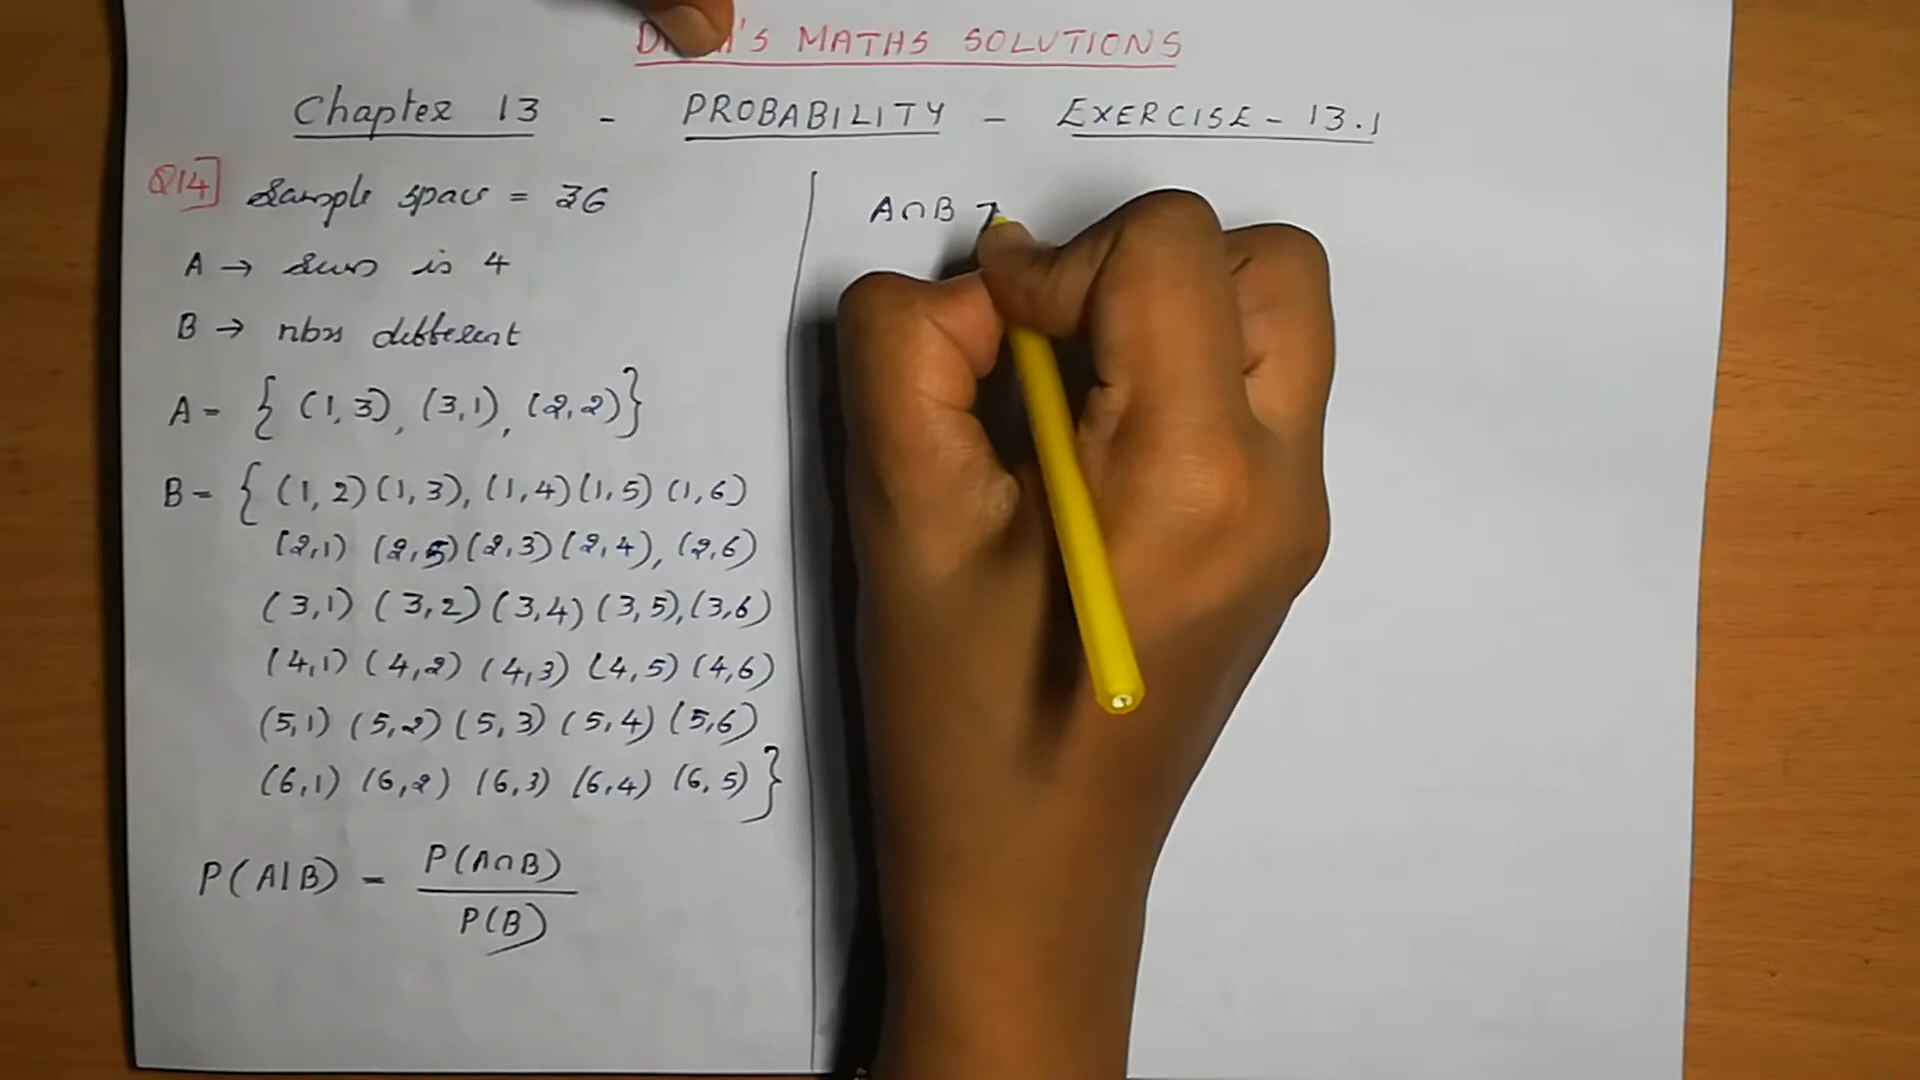 'S MATHS SOLUTIONS
Chapter 13 - PROBABILITY - EXERCISE - 13.1
Q14] Sample space = 36
A → sum is 4
B → nbrs different
A = { (1,3), (3,1), (2,2)}
B = { (1,2) (1,3), (1,4) (1,5) (1,6)
(2,1) (2,5) (2,3) (2,4), (2,6)
(3,1) (3,2) (3,4) (3,5), (3,6)
(4,1) (4,2) (4,3) (4,5) (4,6)
(5,1) (5,2) (5,3) (5,4) (5,6)
(6,1) (6,2) (6,3) (6,4) (6,5) }
P(A|B) = P(A∩B)
P(B)
A∩B